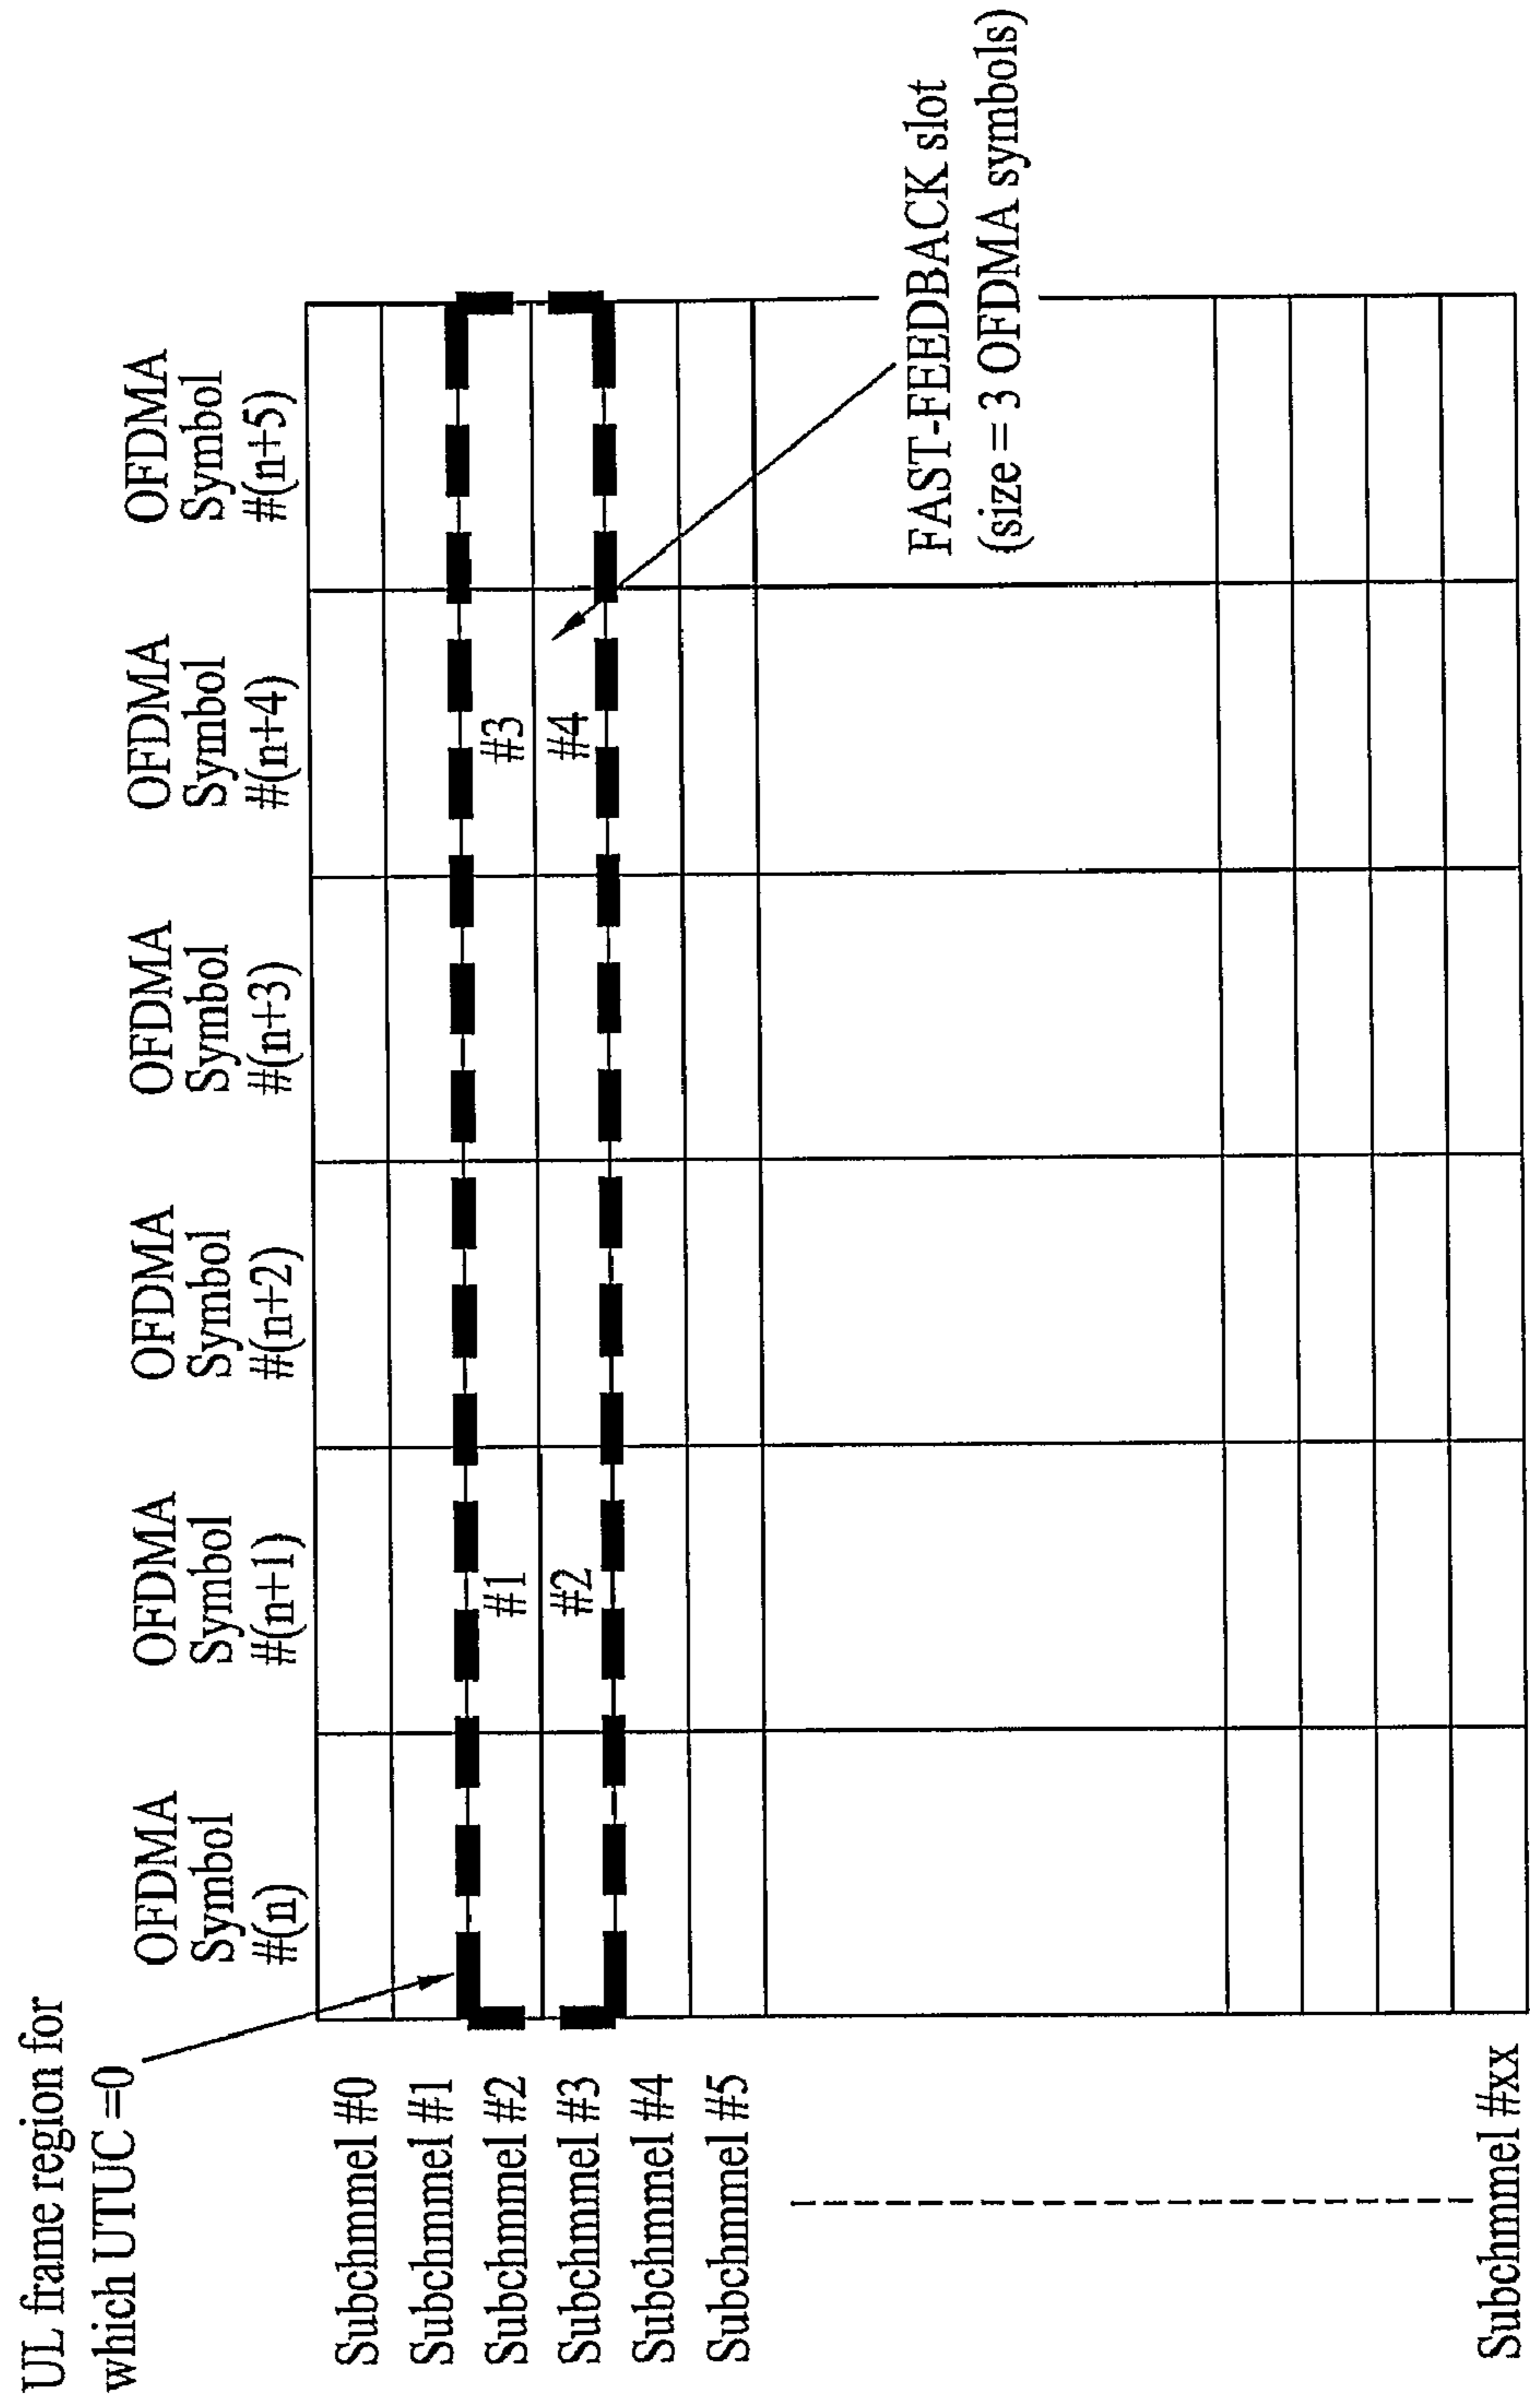 UL frame region for
which UTUC =0
OFDMA
Symbol
#(n)
OFDMA
Symbol
#(n+1)
OFDMA
Symbol
#(n+2)
OFDMA
Symbol
#(n+3)
OFDMA
Symbol
#(n+4)
OFDMA
Symbol
#(n+5)
Subchmmel #0
Subchmmel #1
Subchmmel #2
#1
#3
Subchmmel #3
#2
#4
Subchmmel #4
Subchmmel #5
FAST-FEEDBACK slot
(size = 3 OFDMA symbols)
Subchmmel #xx